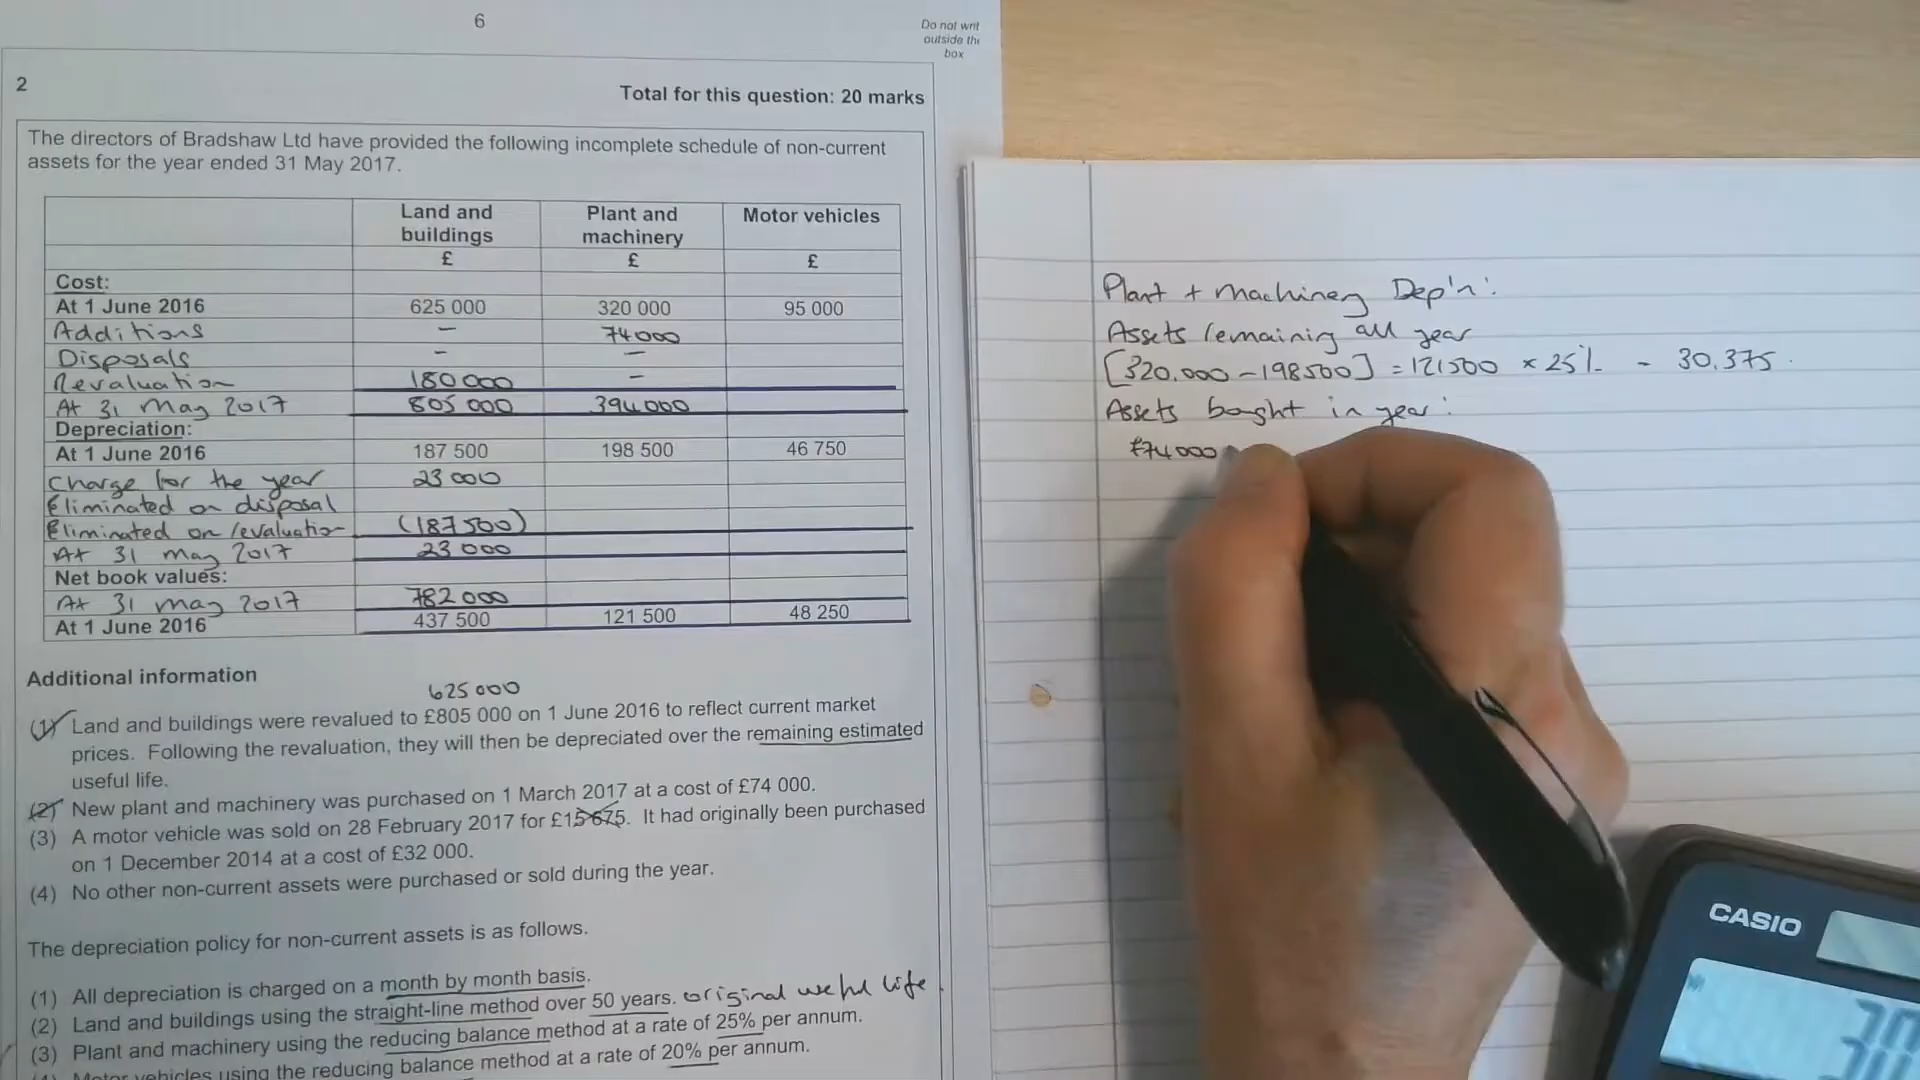 6
Do not writ
outside the
box
2
Total for this question: 20 marks
The directors of Bradshaw Ltd have provided the following incomplete schedule of non-current
assets for the year ended 31 May 2017.
Land and buildings Plant and machinery Motor vehicles
£ £ £
Cost:
At 1 June 2016 625 000 320 000 95 000
Additions - 74000
Disposals - -
Revaluation 180000 -
At 31 may 2017 805 000 394000
Depreciation:
At 1 June 2016 187 500 198 500 46 750
Charge for the year 23 000
Eliminated on disposal
Eliminated on revaluation (187500)
At 31 may 2017 23 000
Net book values:
At 31 may 2017 782 000
At 1 June 2016 437 500 121 500 48 250
Additional information
625 000
(1) Land and buildings were revalued to £805 000 on 1 June 2016 to reflect current market
prices. Following the revaluation, they will then be depreciated over the remaining estimated
useful life.
(2) New plant and machinery was purchased on 1 March 2017 at a cost of £74 000.
(3) A motor vehicle was sold on 28 February 2017 for £15 675. It had originally been purchased
on 1 December 2014 at a cost of £32 000.
(4) No other non-current assets were purchased or sold during the year.
The depreciation policy for non-current assets is as follows.
(1) All depreciation is charged on a month by month basis.
(2) Land and buildings using the straight-line method over 50 years. original useful life
(3) Plant and machinery using the reducing balance method at a rate of 25% per annum.
(4) Motor vehicles using the reducing balance method at a rate of 20% per annum.
Plant + machinery Dep'n:
Assets remaining all year
[320.000 - 198500] = 121500 × 25% - 30.375.
Assets bought in year:
£74000
CASIO